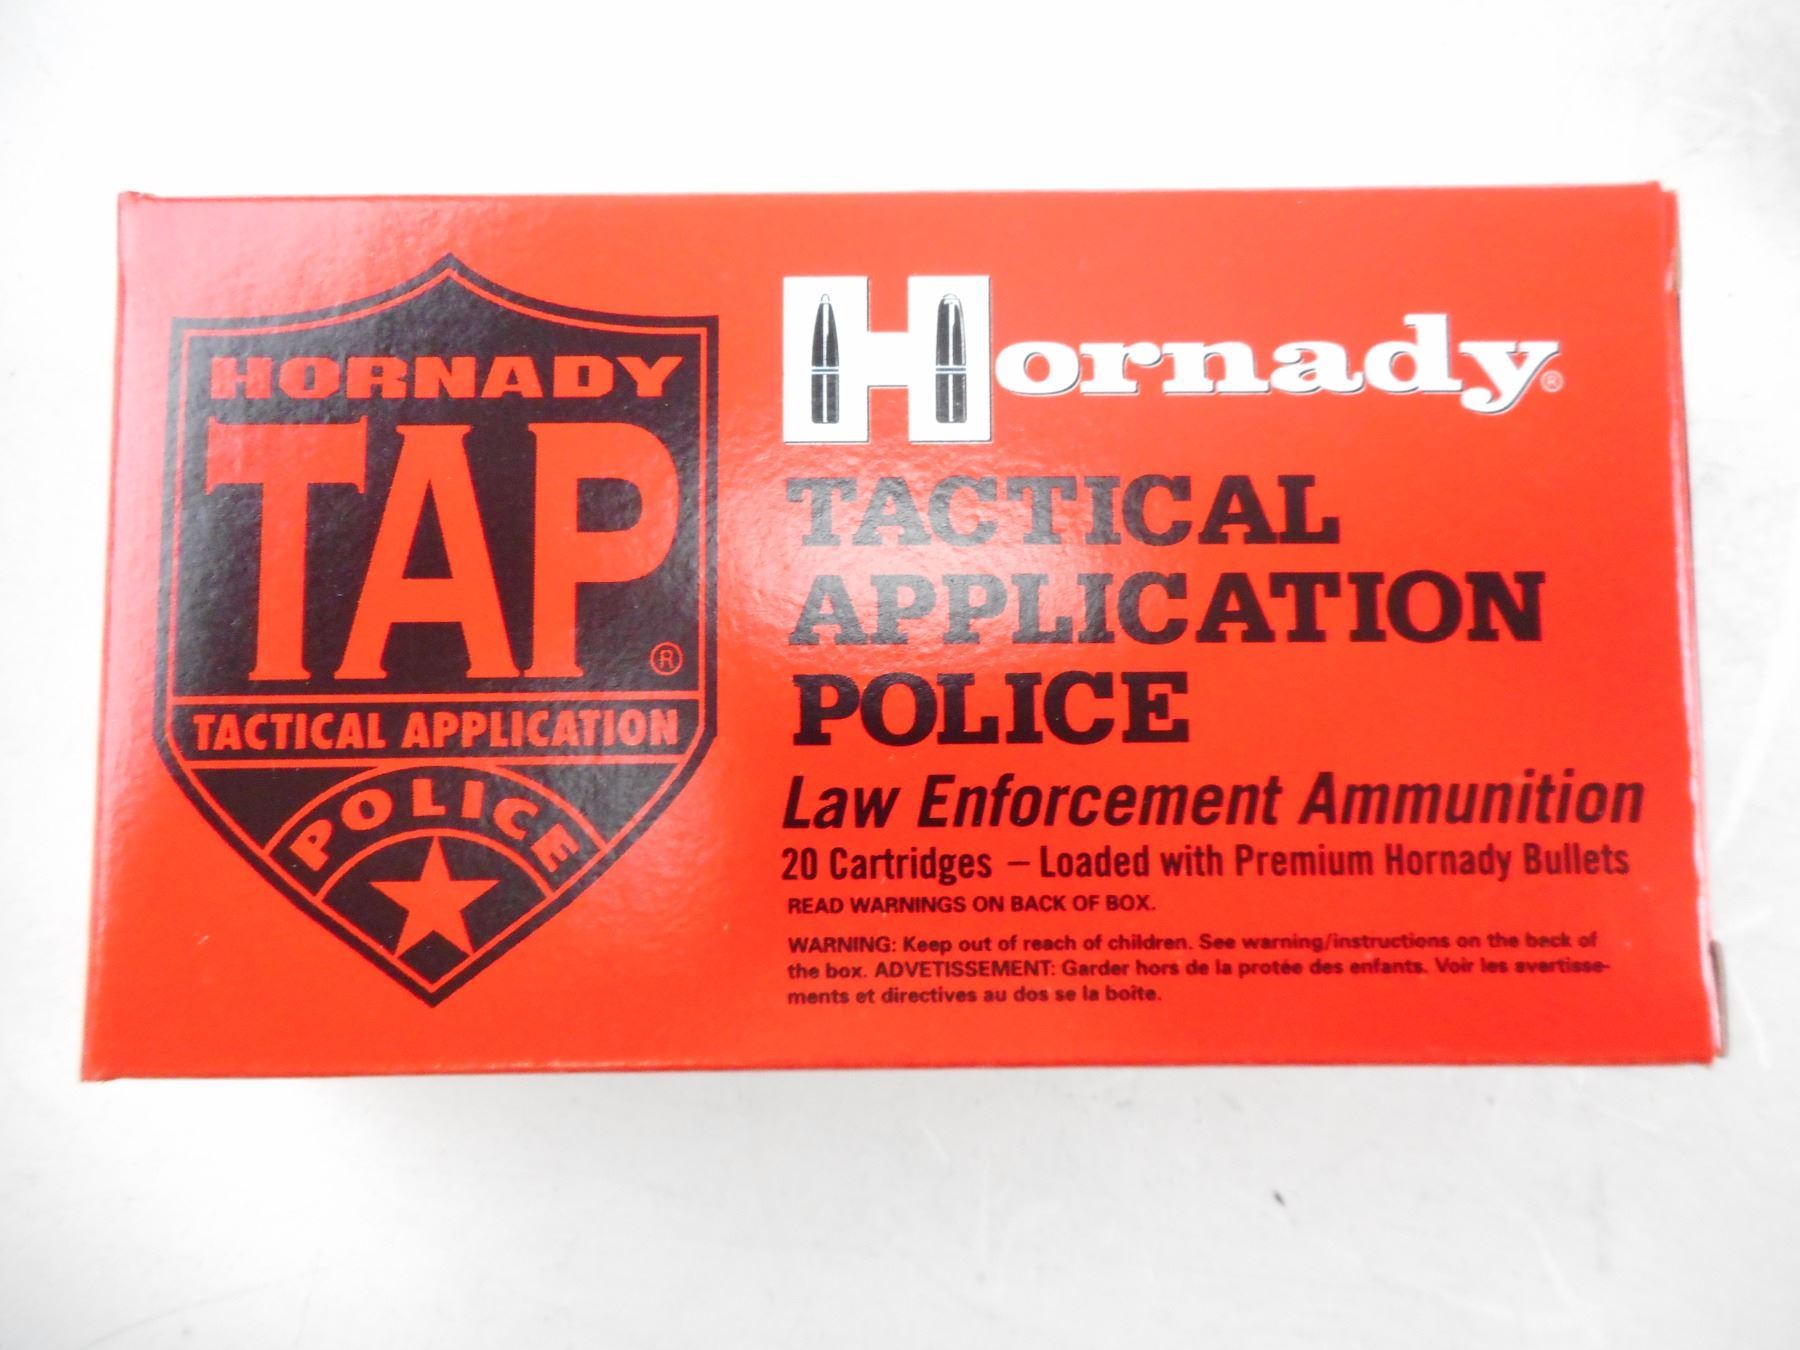 HORNADY
TAP®
TACTICAL APPLICATION
POLICE
Hornady®
TACTICAL
APPLICATION
POLICE
Law Enforcement Ammunition
20 Cartridges – Loaded with Premium Hornady Bullets
READ WARNINGS ON BACK OF BOX.
WARNING: Keep out of reach of children. See warning/instructions on the back of
the box. ADVETISSEMENT: Garder hors de la protée des enfants. Voir les avertisse-
ments et directives au dos se la boîte.